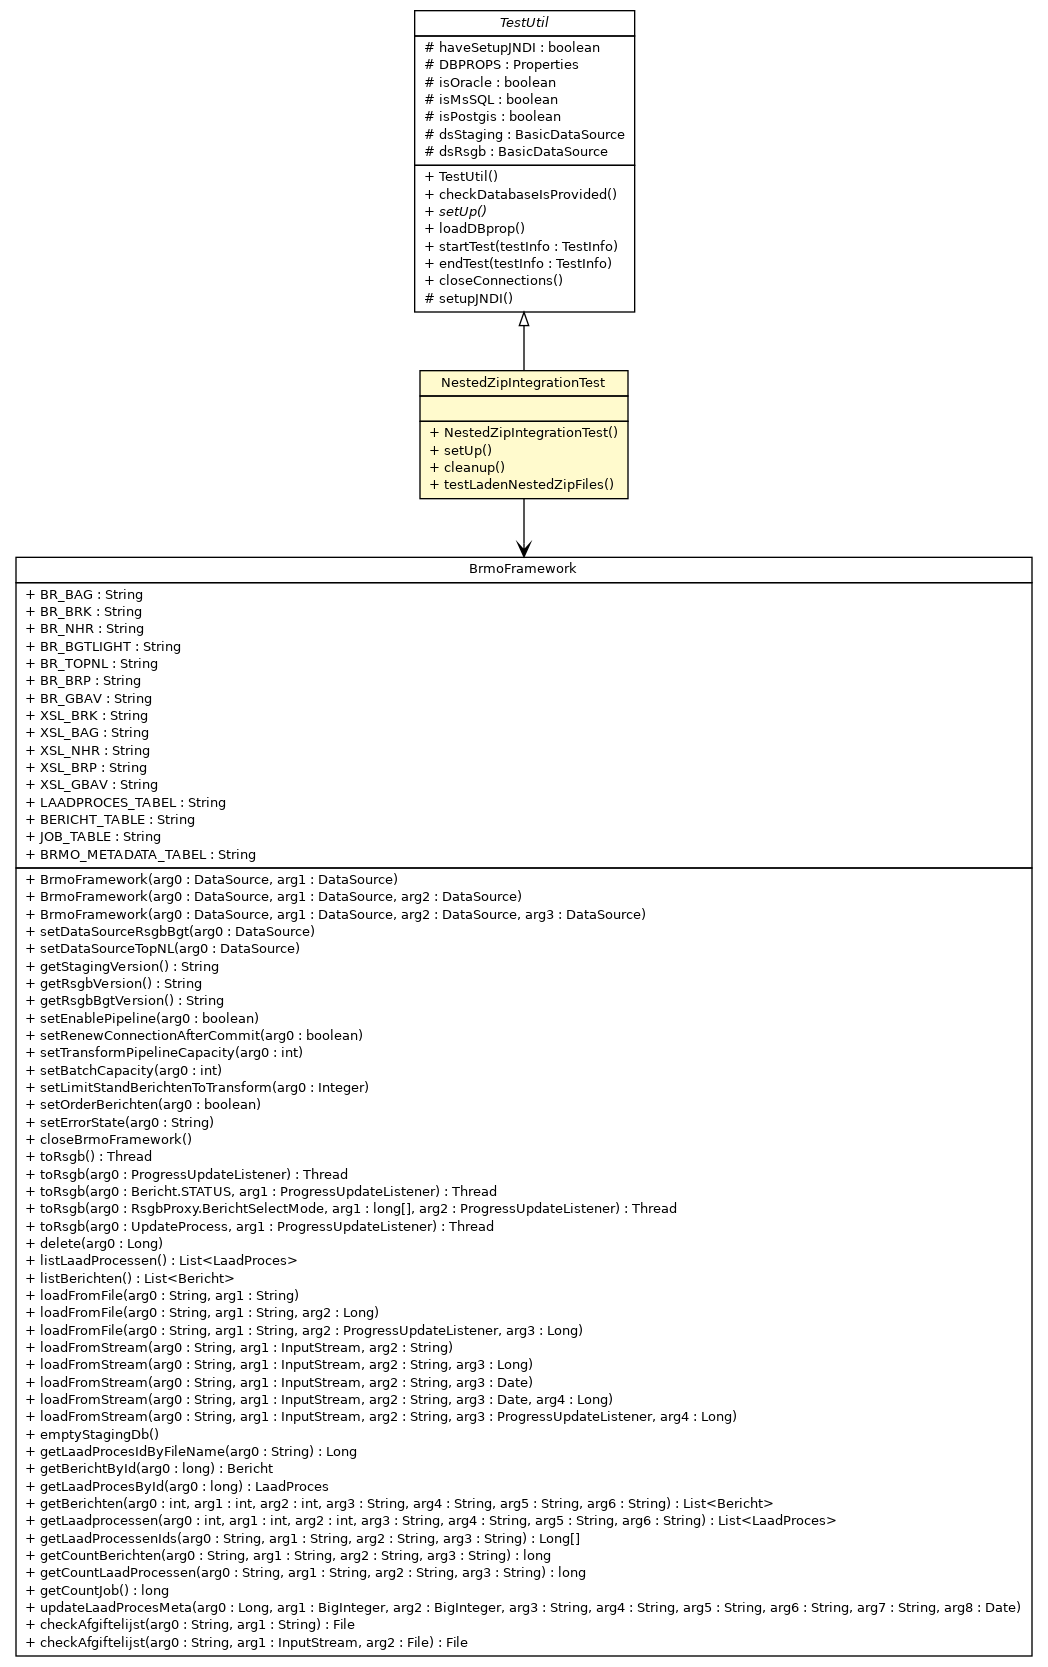 TestUtil
# haveSetupJNDI : boolean
# DBPROPS : Properties
# isOracle : boolean
# isMsSQL : boolean
# isPostgis : boolean
# dsStaging : BasicDataSource
# dsRsgb : BasicDataSource
+ TestUtil()
+ checkDatabaseIsProvided()
+ setUp()
+ loadDBprop()
+ startTest(testInfo : TestInfo)
+ endTest(testInfo : TestInfo)
+ closeConnections()
# setupJNDI()
NestedZipIntegrationTest
+ NestedZipIntegrationTest()
+ setUp()
+ cleanup()
+ testLadenNestedZipFiles()
BrmoFramework
+ BR_BAG : String
+ BR_BRK : String
+ BR_NHR : String
+ BR_BGTLIGHT : String
+ BR_TOPNL : String
+ BR_BRP : String
+ BR_GBAV : String
+ XSL_BRK : String
+ XSL_BAG : String
+ XSL_NHR : String
+ XSL_BRP : String
+ XSL_GBAV : String
+ LAADPROCES_TABEL : String
+ BERICHT_TABLE : String
+ JOB_TABLE : String
+ BRMO_METADATA_TABEL : String
+ BrmoFramework(arg0 : DataSource, arg1 : DataSource)
+ BrmoFramework(arg0 : DataSource, arg1 : DataSource, arg2 : DataSource)
+ BrmoFramework(arg0 : DataSource, arg1 : DataSource, arg2 : DataSource, arg3 : DataSource)
+ setDataSourceRsgbBgt(arg0 : DataSource)
+ setDataSourceTopNL(arg0 : DataSource)
+ getStagingVersion() : String
+ getRsgbVersion() : String
+ getRsgbBgtVersion() : String
+ setEnablePipeline(arg0 : boolean)
+ setRenewConnectionAfterCommit(arg0 : boolean)
+ setTransformPipelineCapacity(arg0 : int)
+ setBatchCapacity(arg0 : int)
+ setLimitStandBerichtenToTransform(arg0 : Integer)
+ setOrderBerichten(arg0 : boolean)
+ setErrorState(arg0 : String)
+ closeBrmoFramework()
+ toRsgb() : Thread
+ toRsgb(arg0 : ProgressUpdateListener) : Thread
+ toRsgb(arg0 : Bericht.STATUS, arg1 : ProgressUpdateListener) : Thread
+ toRsgb(arg0 : RsgbProxy.BerichtSelectMode, arg1 : long[], arg2 : ProgressUpdateListener) : Thread
+ toRsgb(arg0 : UpdateProcess, arg1 : ProgressUpdateListener) : Thread
+ delete(arg0 : Long)
+ listLaadProcessen() : List<LaadProces>
+ listBerichten() : List<Bericht>
+ loadFromFile(arg0 : String, arg1 : String)
+ loadFromFile(arg0 : String, arg1 : String, arg2 : Long)
+ loadFromFile(arg0 : String, arg1 : String, arg2 : ProgressUpdateListener, arg3 : Long)
+ loadFromStream(arg0 : String, arg1 : InputStream, arg2 : String)
+ loadFromStream(arg0 : String, arg1 : InputStream, arg2 : String, arg3 : Long)
+ loadFromStream(arg0 : String, arg1 : InputStream, arg2 : String, arg3 : Date)
+ loadFromStream(arg0 : String, arg1 : InputStream, arg2 : String, arg3 : Date, arg4 : Long)
+ loadFromStream(arg0 : String, arg1 : InputStream, arg2 : String, arg3 : ProgressUpdateListener, arg4 : Long)
+ emptyStagingDb()
+ getLaadProcesIdByFileName(arg0 : String) : Long
+ getBerichtById(arg0 : long) : Bericht
+ getLaadProcesById(arg0 : long) : LaadProces
+ getBerichten(arg0 : int, arg1 : int, arg2 : int, arg3 : String, arg4 : String, arg5 : String, arg6 : String) : List<Bericht>
+ getLaadprocessen(arg0 : int, arg1 : int, arg2 : int, arg3 : String, arg4 : String, arg5 : String, arg6 : String) : List<LaadProces>
+ getLaadProcessenIds(arg0 : String, arg1 : String, arg2 : String, arg3 : String) : Long[]
+ getCountBerichten(arg0 : String, arg1 : String, arg2 : String, arg3 : String) : long
+ getCountLaadProcessen(arg0 : String, arg1 : String, arg2 : String, arg3 : String) : long
+ getCountJob() : long
+ updateLaadProcesMeta(arg0 : Long, arg1 : BigInteger, arg2 : BigInteger, arg3 : String, arg4 : String, arg5 : String, arg6 : String, arg7 : String, arg8 : Date)
+ checkAfgiftelijst(arg0 : String, arg1 : String) : File
+ checkAfgiftelijst(arg0 : String, arg1 : InputStream, arg2 : File) : File